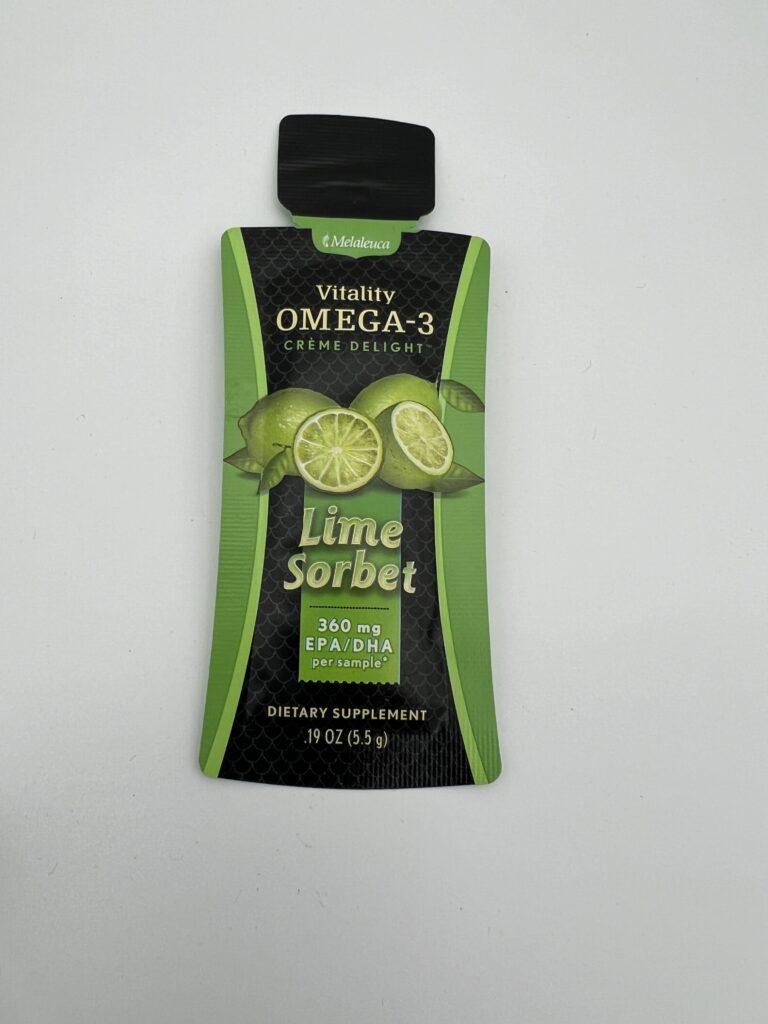 Melaleuca
Vitality
OMEGA-3
CRÈME DELIGHT™
Lime
Sorbet
360 mg
EPA/DHA
per sample*
DIETARY SUPPLEMENT
.19 OZ (5.5 g)